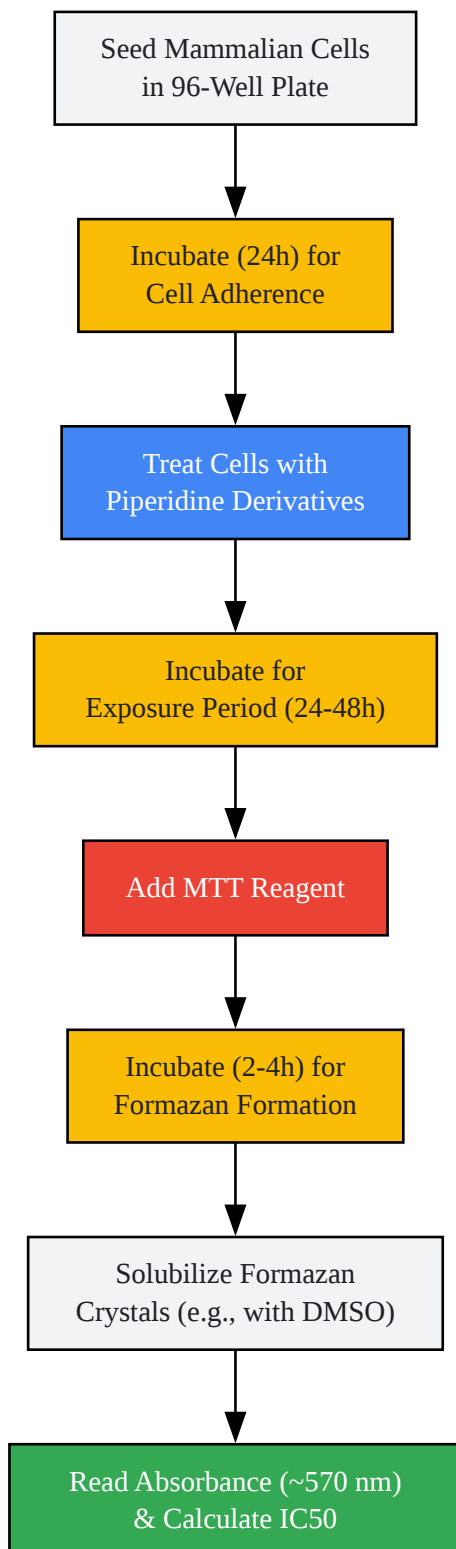 Seed Mammalian Cells
in 96-Well Plate
Incubate (24h) for
Cell Adherence
Treat Cells with
Piperidine Derivatives
Incubate for
Exposure Period (24-48h)
Add MTT Reagent
Incubate (2-4h) for
Formazan Formation
Solubilize Formazan
Crystals (e.g., with DMSO)
Read Absorbance (~570 nm)
& Calculate IC50